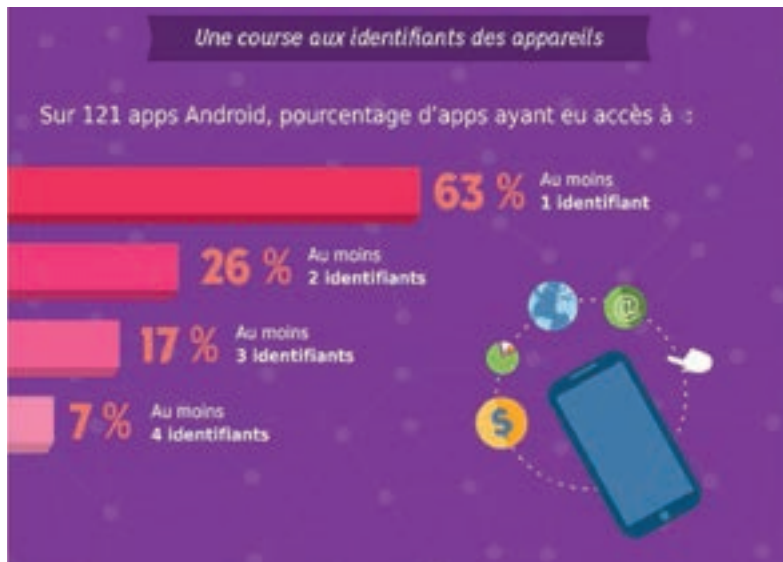 Une course aux identifiants des appareils
Sur 121 apps Android, pourcentage d'apps ayant eu accès à :
63 % Au moins
1 identifiant
26 % Au moins
2 identifiants
17 % Au moins
3 identifiants
7 % Au moins
4 identifiants
@
$